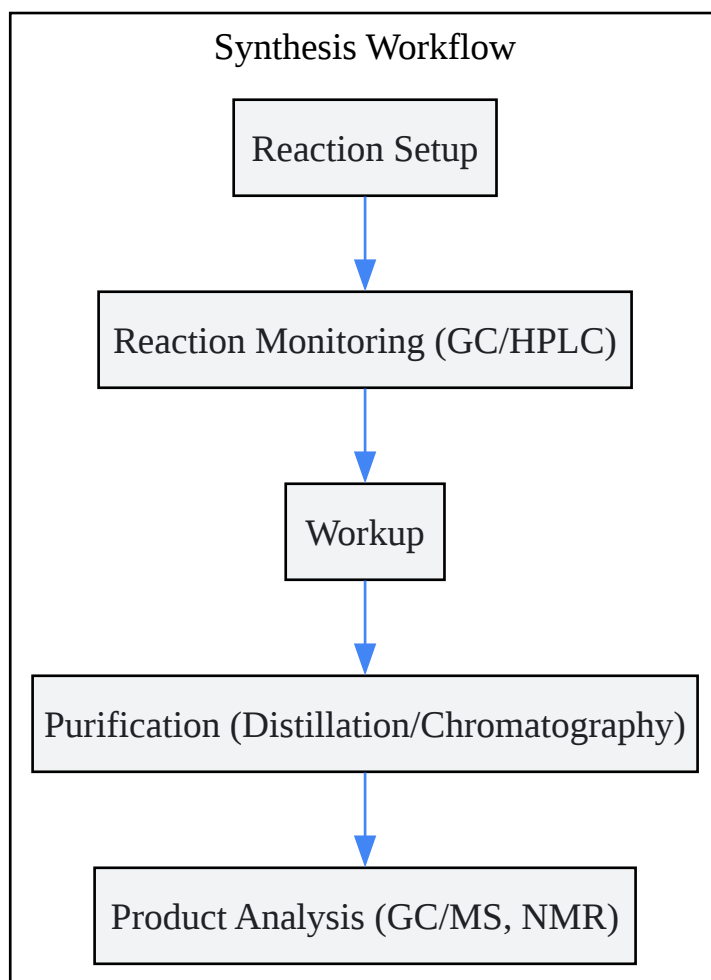 Synthesis Workflow
Reaction Setup
Reaction Monitoring (GC/HPLC)
Workup
Purification (Distillation/Chromatography)
Product Analysis (GC/MS, NMR)